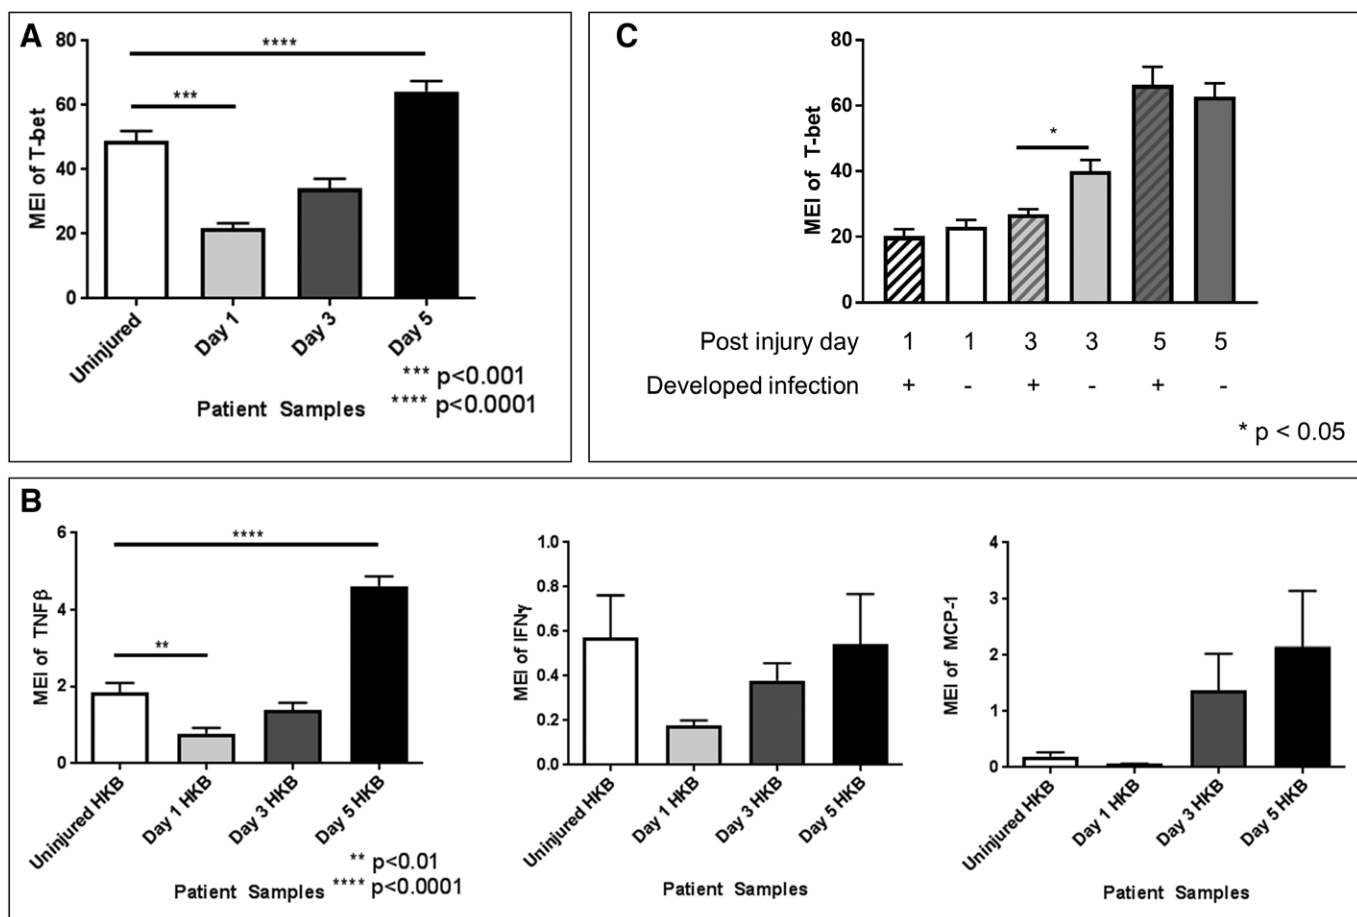 A
MEI of T-bet
80
60
40
20
0
****
***
Uninjured
Day 1
Day 3
Day 5
Patient Samples
*** p<0.001
**** p<0.0001
C
MEI of T-bet
80
60
40
20
0
*
Post injury day 1 1 3 3 5 5
Developed infection + - + - + -
* p < 0.05
B
MEI of TNFβ
6
4
2
0
****
**
Uninjured HKB
Day 1 HKB
Day 3 HKB
Day 5 HKB
Patient Samples
** p<0.01
**** p<0.0001
MEI of IFNγ
1.0
0.8
0.6
0.4
0.2
0.0
Uninjured HKB
Day 1 HKB
Day 3 HKB
Day 5 HKB
Patient Samples
MEI of MCP-1
4
3
2
1
0
Uninjured HKB
Day 1 HKB
Day 3 HKB
Day 5 HKB
Patient Samples